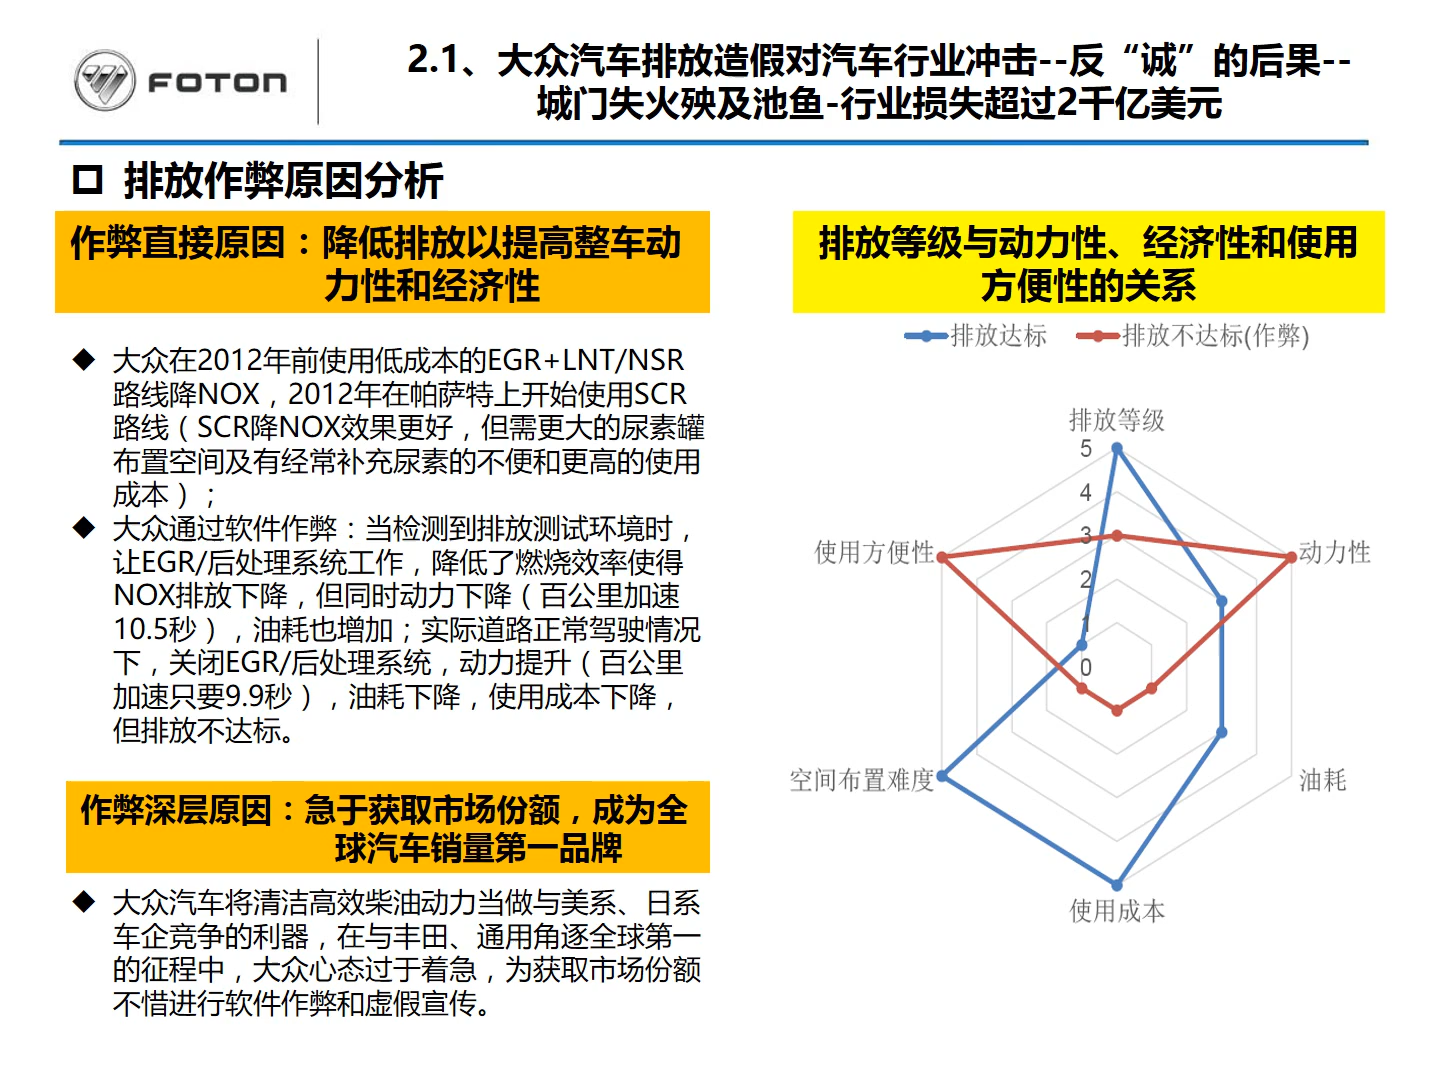 FOTON
2.1、大众汽车排放造假对汽车行业冲击--反“诚”的后果--
城门失火殃及池鱼-行业损失超过2千亿美元
排放作弊原因分析
作弊直接原因：降低排放以提高整车动
力性和经济性
大众在2012年前使用低成本的EGR+LNT/NSR
路线降NOX，2012年在帕萨特上开始使用SCR
路线（SCR降NOX效果更好，但需更大的尿素罐
布置空间及有经常补充尿素的不便和更高的使用
成本）；
大众通过软件作弊：当检测到排放测试环境时，
让EGR/后处理系统工作，降低了燃烧效率使得
NOX排放下降，但同时动力下降（百公里加速
10.5秒），油耗也增加；实际道路正常驾驶情况
下，关闭EGR/后处理系统，动力提升（百公里
加速只要9.9秒），油耗下降，使用成本下降，
但排放不达标。
作弊深层原因：急于获取市场份额，成为全
球汽车销量第一品牌
大众汽车将清洁高效柴油动力当做与美系、日系
车企竞争的利器，在与丰田、通用角逐全球第一
的征程中，大众心态过于着急，为获取市场份额
不惜进行软件作弊和虚假宣传。
排放等级与动力性、经济性和使用
方便性的关系
排放达标
排放不达标(作弊)
排放等级
5
4
3
2
1
0
使用方便性
动力性
空间布置难度
油耗
使用成本